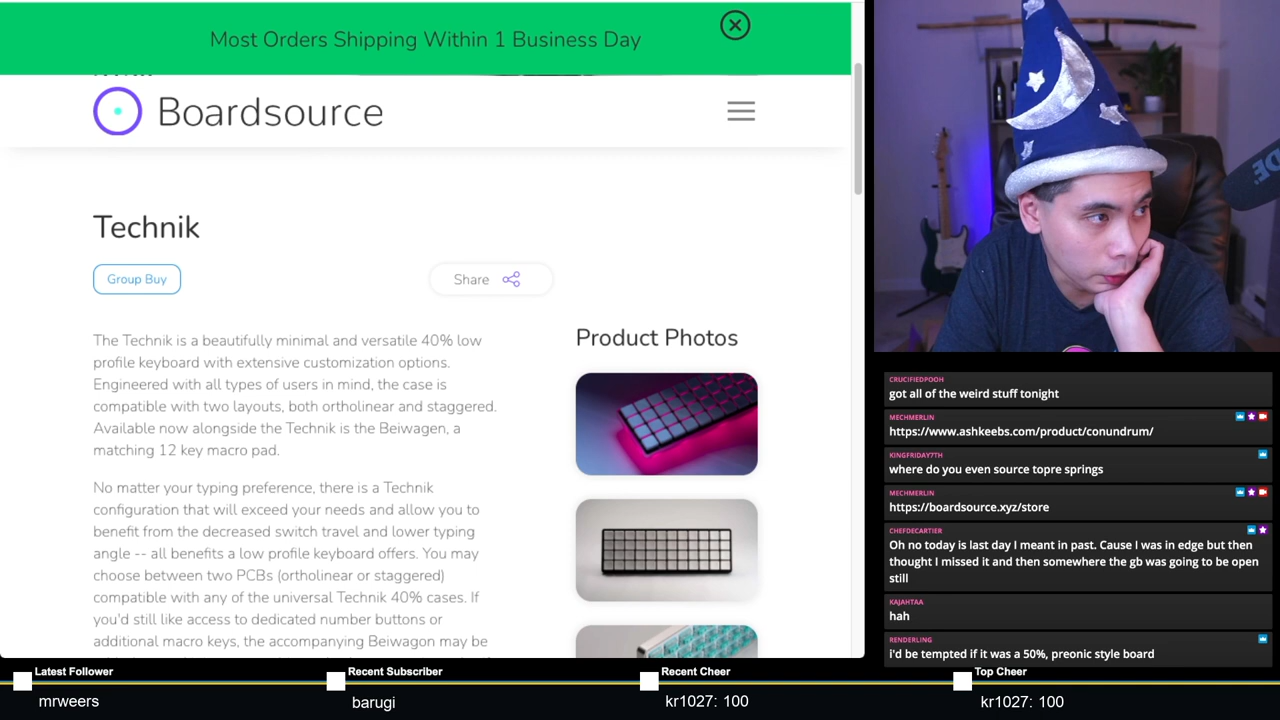 Most Orders Shipping Within 1 Business Day
Boardsource
Technik
Group Buy
Share
The Technik is a beautifully minimal and versatile 40% low
profile keyboard with extensive customization options.
Engineered with all types of users in mind, the case is
compatible with two layouts, both ortholinear and staggered.
Available now alongside the Technik is the Beiwagen, a
matching 12 key macro pad.
No matter your typing preference, there is a Technik
configuration that will exceed your needs and allow you to
benefit from the decreased switch travel and lower typing
angle -- all benefits a low profile keyboard offers. You may
choose between two PCBs (ortholinear or staggered)
compatible with any of the universal Technik 40% cases. If
you'd still like access to dedicated number buttons or
additional macro keys, the accompanying Beiwagon may be
Product Photos
CRUCIFIEDPOOH
got all of the weird stuff tonight
MECHMERLIN
https://www.ashkeebs.com/product/conundrum/
KINGFRIDAY7TH
where do you even source topre springs
MECHMERLIN
https://boardsource.xyz/store
CHEFDECARTIER
Oh no today is last day I meant in past. Cause I was in edge but then
thought I missed it and then somewhere the gb was going to be open
still
KAJAHTAA
hah
RENDERLING
i'd be tempted if it was a 50%, preonic style board
Latest Follower
mrweers
Recent Subscriber
barugi
Recent Cheer
kr1027: 100
Top Cheer
kr1027: 100